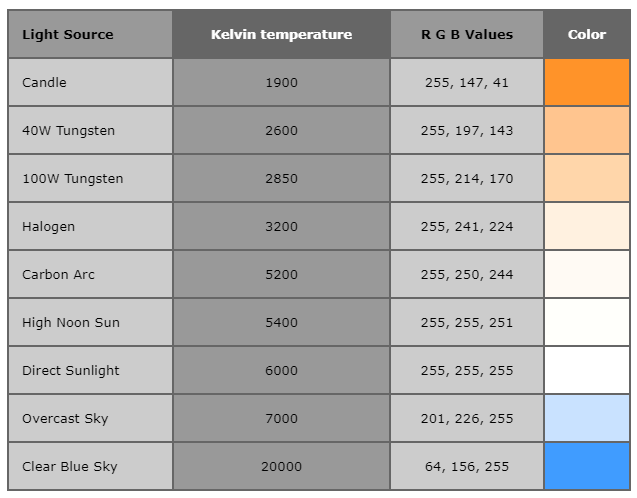 Light Source Kelvin temperature R G B Values Color
Candle 1900 255, 147, 41
40W Tungsten 2600 255, 197, 143
100W Tungsten 2850 255, 214, 170
Halogen 3200 255, 241, 224
Carbon Arc 5200 255, 250, 244
High Noon Sun 5400 255, 255, 251
Direct Sunlight 6000 255, 255, 255
Overcast Sky 7000 201, 226, 255
Clear Blue Sky 20000 64, 156, 255